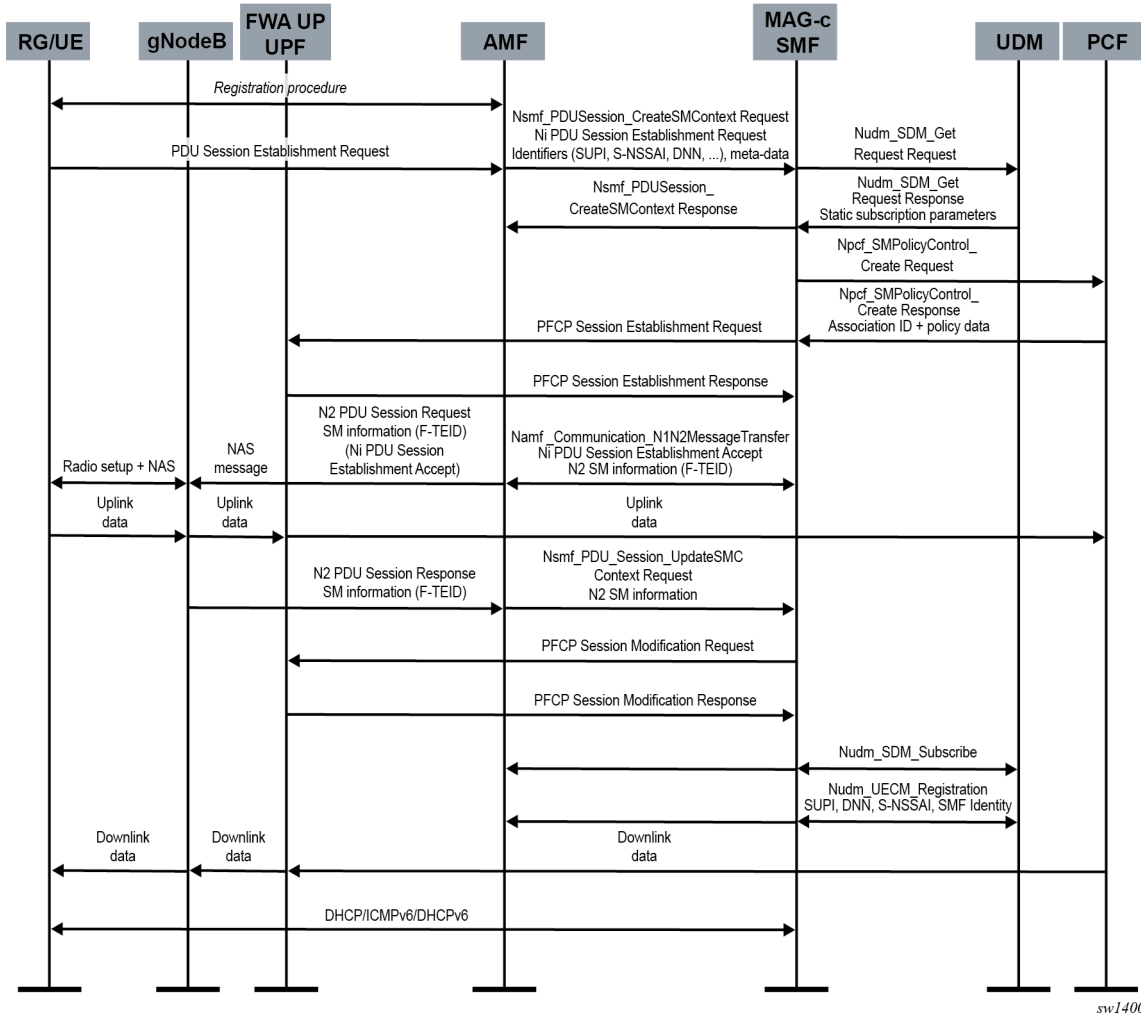 RG/UE
gNodeB
FWA UP
UPF
AMF
MAG-c
SMF
UDM
PCF
Registration procedure
Nsmf_PDUSession_CreateSMContext Request
Ni PDU Session Establishment Request
Identifiers (SUPI, S-NSSAI, DNN, ...), meta-data
PDU Session Establishment Request
Nudm_SDM_Get
Request Request
Nsmf_PDUSession_
CreateSMContext Response
Nudm_SDM_Get
Request Response
Static subscription parameters
Npcf_SMPolicyControl_
Create Request
Npcf_SMPolicyControl_
Create Response
Association ID + policy data
PFCP Session Establishment Request
PFCP Session Establishment Response
N2 PDU Session Request
SM information (F-TEID)
(Ni PDU Session
Establishment Accept)
Namf_Communication_N1N2MessageTransfer
Ni PDU Session Establishment Accept
N2 SM information (F-TEID)
Radio setup + NAS
NAS
message
Uplink
data
Uplink
data
Uplink
data
N2 PDU Session Response
SM information (F-TEID)
Nsmf_PDU_Session_UpdateSMC
Context Request
N2 SM information
PFCP Session Modification Request
PFCP Session Modification Response
Nudm_SDM_Subscribe
Nudm_UECM_Registration
SUPI, DNN, S-NSSAI, SMF Identity
Downlink
data
Downlink
data
Downlink
data
DHCP/ICMPv6/DHCPv6
sw1400